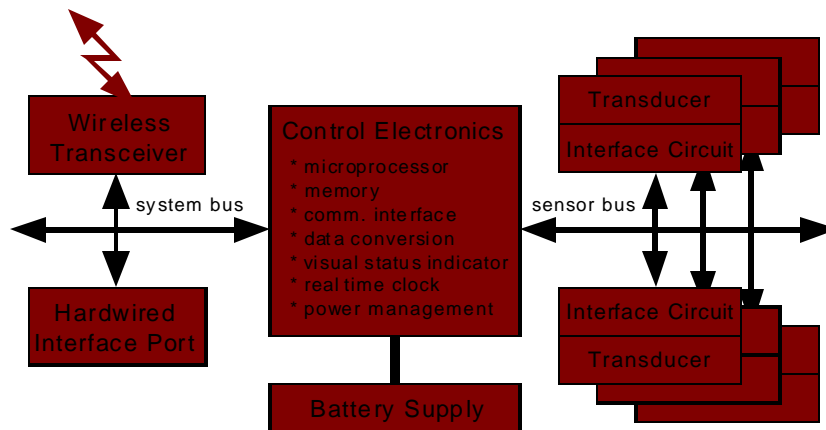 Wireless
Transceiver
system bus
Hardwired
Interface Port
Control Electronics
* microprocessor
* memory
* comm. interface
* data conversion
* visual status indicator
* real time clock
* power management
Battery Supply
sensor bus
Transducer
Interface Circuit
Interface Circuit
Transducer